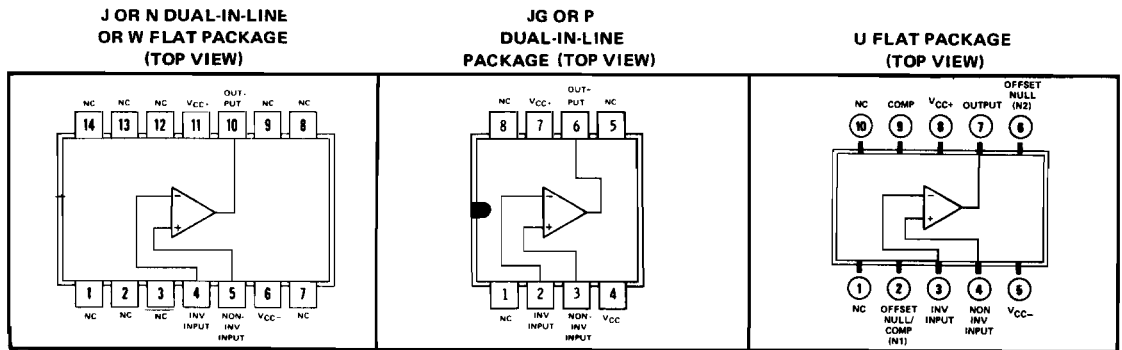 J OR N DUAL-IN-LINE
OR W FLAT PACKAGE
(TOP VIEW)
NC NC NC VCC+ OUT-
PUT NC NC
14 13 12 11 10 9 8
1 2 3 4 5 6 7
NC NC NC INV
INPUT NON-
INV
INPUT VCC- NC
JG OR P
DUAL-IN-LINE
PACKAGE (TOP VIEW)
NC VCC+ OUT-
PUT NC
8 7 6 5
1 2 3 4
NC INV
INPUT NON-
INV
INPUT VCC
U FLAT PACKAGE
(TOP VIEW)
NC COMP VCC+ OUTPUT OFFSET
NULL
(N2)
10 9 8 7 6
1 2 3 4 5
NC OFFSET
NULL/
COMP
(N1) INV
INPUT NON
INV
INPUT VCC-